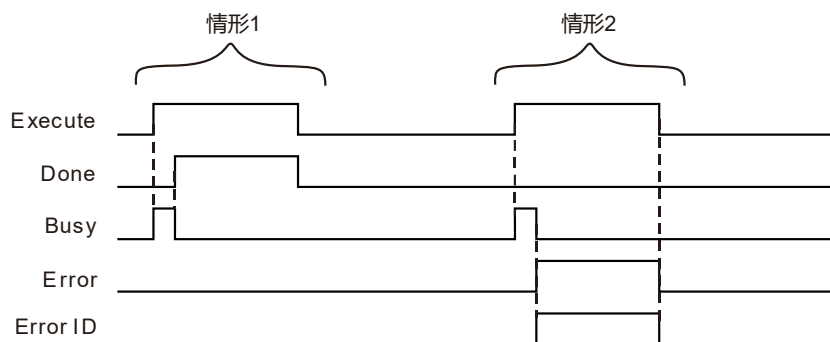 情形1
情形2
Execute
Done
Busy
Error
Error ID